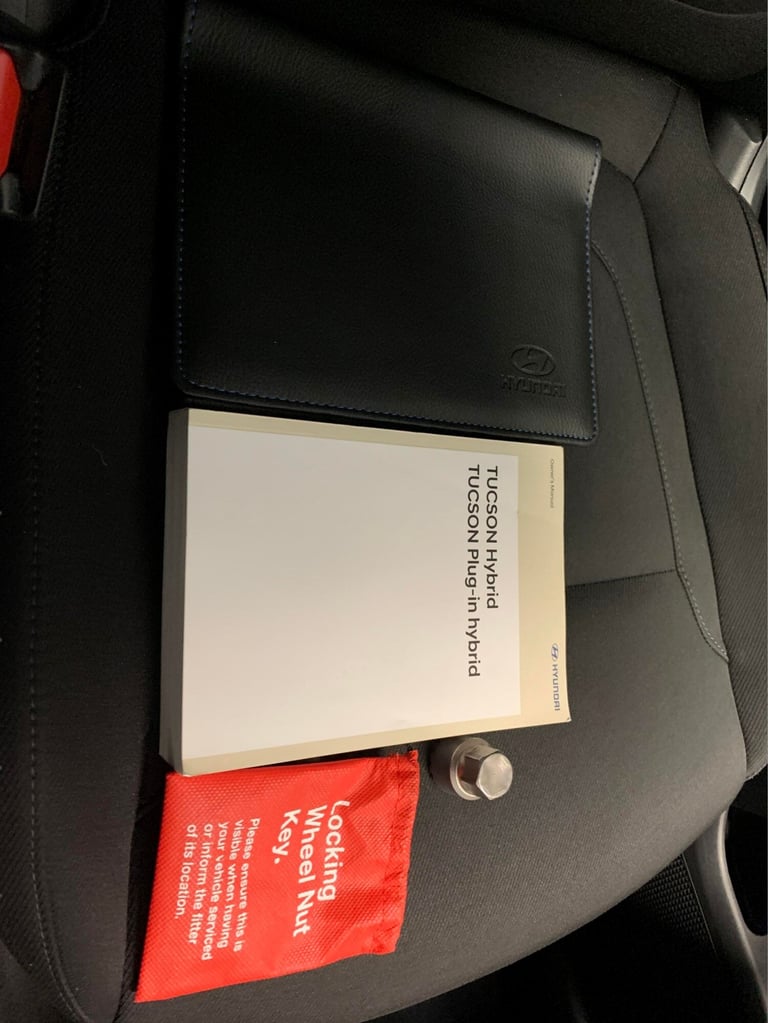 HYUNDAI
Owner's Manual
HYUNDAI
TUCSON Hybrid
TUCSON Plug-in hybrid
Locking
Wheel Nut
Key.
Please ensure this is
visible when having
your vehicle serviced
or inform the fitter
of its location.